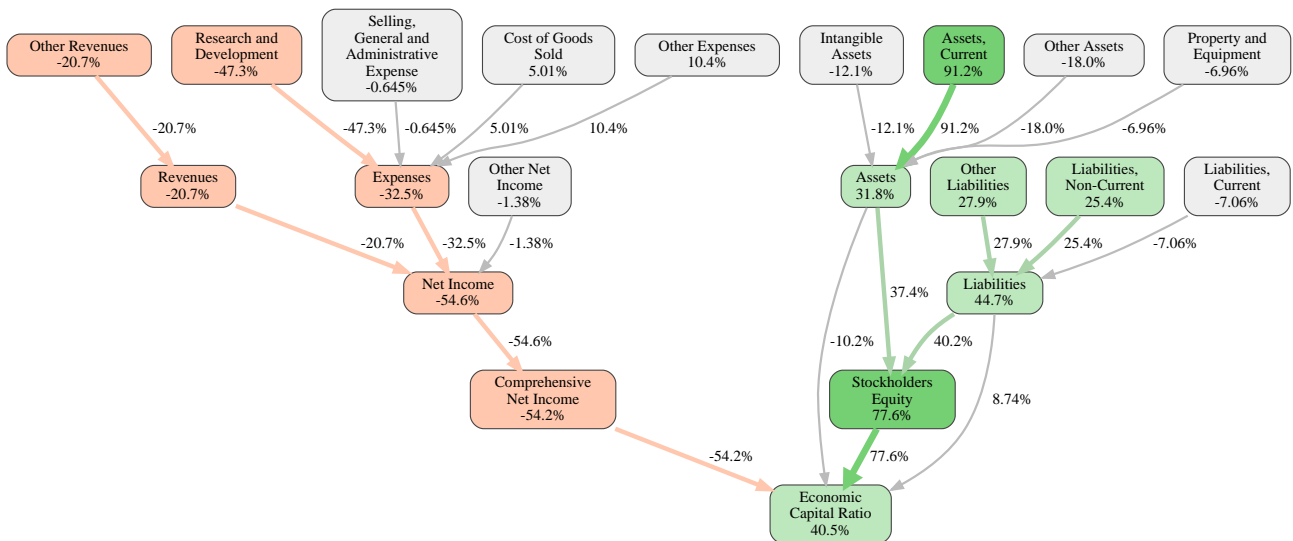 Other Revenues
-20.7%
Research and
Development
-47.3%
Selling,
General and
Administrative
Expense
-0.645%
Cost of Goods
Sold
5.01%
Other Expenses
10.4%
Intangible
Assets
-12.1%
Assets,
Current
91.2%
Other Assets
-18.0%
Property and
Equipment
-6.96%
-20.7%
-47.3%
-0.645%
5.01%
10.4%
-12.1%
91.2%
-18.0%
-6.96%
Revenues
-20.7%
Expenses
-32.5%
Other Net
Income
-1.38%
Assets
31.8%
Other
Liabilities
27.9%
Liabilities,
Non-Current
25.4%
Liabilities,
Current
-7.06%
-20.7%
-32.5%
-1.38%
27.9%
25.4%
-7.06%
Net Income
-54.6%
Liabilities
44.7%
37.4%
-54.6%
-10.2%
40.2%
Comprehensive
Net Income
-54.2%
Stockholders
Equity
77.6%
8.74%
-54.2%
77.6%
Economic
Capital Ratio
40.5%